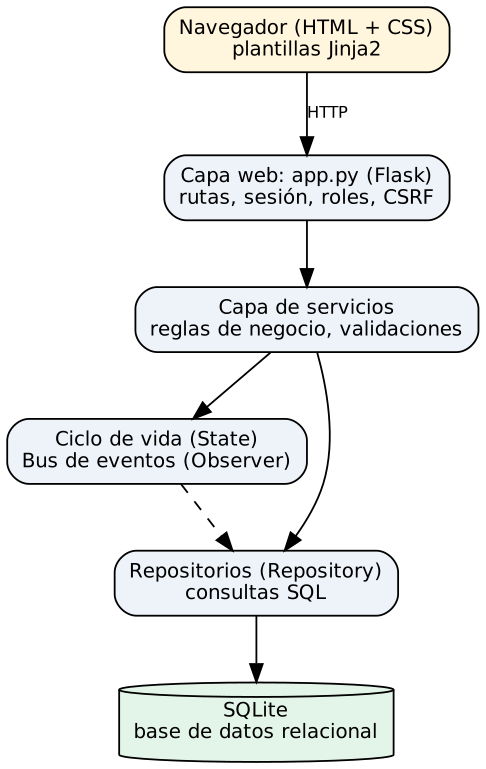 Navegador (HTML + CSS)
plantillas Jinja2
HTTP
Capa web: app.py (Flask)
rutas, sesión, roles, CSRF
Capa de servicios
reglas de negocio, validaciones
Ciclo de vida (State)
Bus de eventos (Observer)
Repositorios (Repository)
consultas SQL
SQLite
base de datos relacional